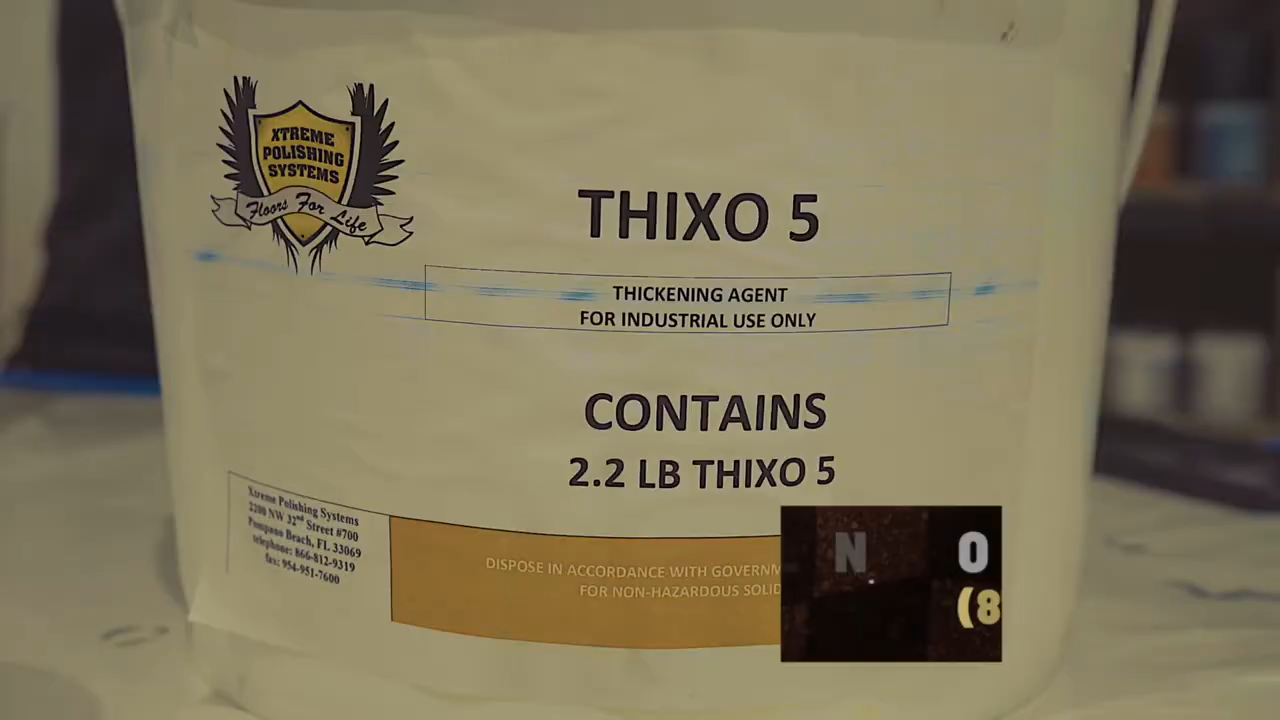 XTREME
POLISHING
SYSTEMS
Floors For Life
THIXO 5
THICKENING AGENT
FOR INDUSTRIAL USE ONLY
CONTAINS
2.2 LB THIXO 5
Xtreme Polishing Systems
2200 NW 32nd Street #700
Pompano Beach, FL 33069
telephone: 866-812-9319
fax: 954-951-7600
DISPOSE IN ACCORDANCE WITH GOVERNM
FOR NON-HAZARDOUS SOLID
N O
(8